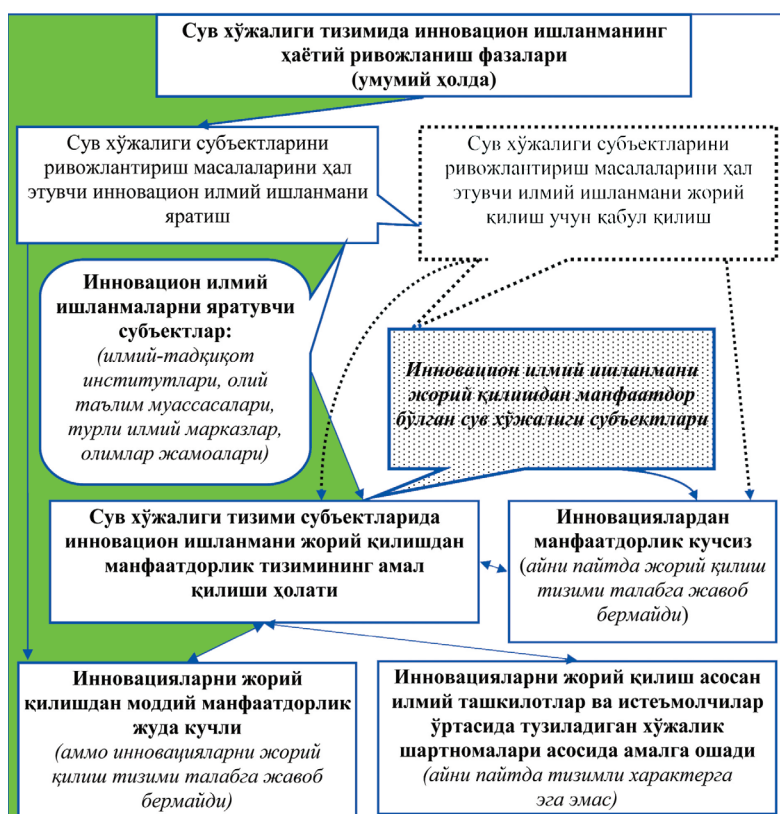 Сув хўжалиги тизимида инновацион ишланманинг
ҳаётий ривожланиш фазалари
(умумий ҳолда)
Сув хўжалиги субъектларини
ривожлантириш масалаларини ҳал
этувчи инновацион илмий ишланмани
яратиш
Сув хўжалиги субъектларини
ривожлантириш масалаларини ҳал
этувчи илмий ишланмани жорий
қилиш учун қабул қилиш
Инновацион илмий
ишланмаларни яратувчи
субъектлар:
(илмий-тадқиқот
институтлари, олий
таълим муассасалари,
турли илмий марказлар,
олимлар жамоалари)
Инновацион илмий ишланмани
жорий қилишдан манфаатдор
бўлган сув хўжалиги субъектлари
Сув хўжалиги тизими субъектларида
инновацион ишланмани жорий қилишдан
манфаатдорлик тизимининг амал
қилиши ҳолати
Инновациялардан
манфаатдорлик кучсиз
(айни пайтда жорий қилиш
тизими талабга жавоб
бермайди)
Инновацияларни жорий
қилишдан моддий манфаатдорлик
жуда кучли
(аммо инновацияларни жорий
қилиш тизими талабга жавоб
бермайди)
Инновацияларни жорий қилиш асосан
илмий ташкилотлар ва истеъмолчилар
ўртасида тузиладиган хўжалик
шартномалари асосида амалга ошади
(айни пайтда тизимли характерга
эга эмас)